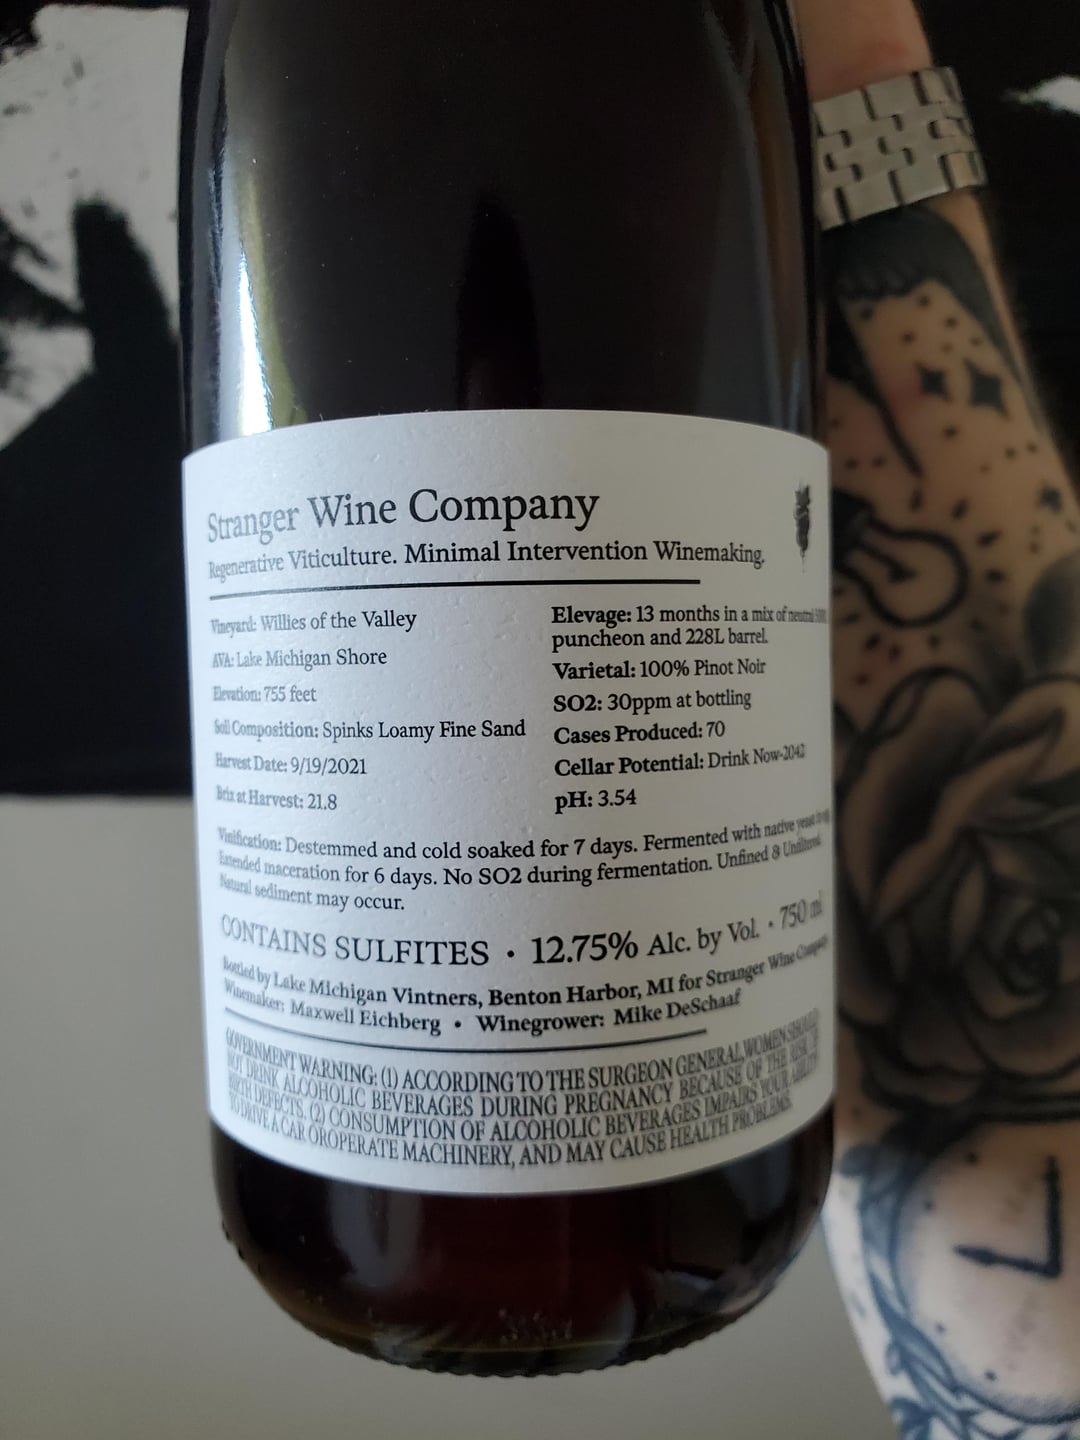 Stranger Wine Company
Regenerative Viticulture. Minimal Intervention Winemaking.
Vineyard: Willies of the Valley
AVA: Lake Michigan Shore
Elevation: 755 feet
Soil Composition: Spinks Loamy Fine Sand
Harvest Date: 9/19/2021
Brix at Harvest: 21.8
Elevage: 13 months in a mix of neutral
puncheon and 228L barrel.
Varietal: 100% Pinot Noir
SO2: 30ppm at bottling
Cases Produced: 70
Cellar Potential: Drink Now-2042
pH: 3.54
Vinification: Destemmed and cold soaked for 7 days. Fermented with native yeast
Extended maceration for 6 days. No SO2 during fermentation. Unfined & Unfiltered.
Natural sediment may occur.
CONTAINS SULFITES • 12.75% Alc. by Vol. • 750 ml
Bottled by Lake Michigan Vintners, Benton Harbor, MI for Stranger Wine Company
Winemaker: Maxwell Eichberg • Winegrower: Mike DeSchaaf
GOVERNMENT WARNING: (1) ACCORDING TO THE SURGEON GENERAL, WOMEN SHOULD
NOT DRINK ALCOHOLIC BEVERAGES DURING PREGNANCY BECAUSE OF THE RISK OF
BIRTH DEFECTS. (2) CONSUMPTION OF ALCOHOLIC BEVERAGES IMPAIRS YOUR ABILITY
TO DRIVE A CAR OROPERATE MACHINERY, AND MAY CAUSE HEALTH PROBLEMS.